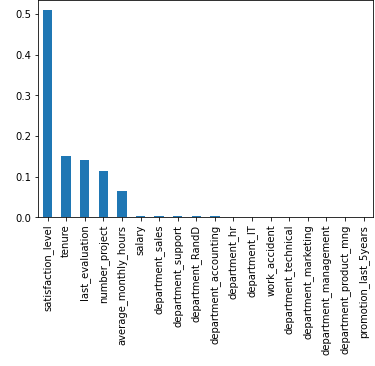 0.5
0.4
0.3
0.2
0.1
0.0
satisfaction_level
tenure
last_evaluation
number_project
average_monthly_hours
salary
department_sales
department_support
department_RandD
department_accounting
department_hr
department_IT
work_accident
department_technical
department_marketing
department_management
department_product_mng
promotion_last_5years